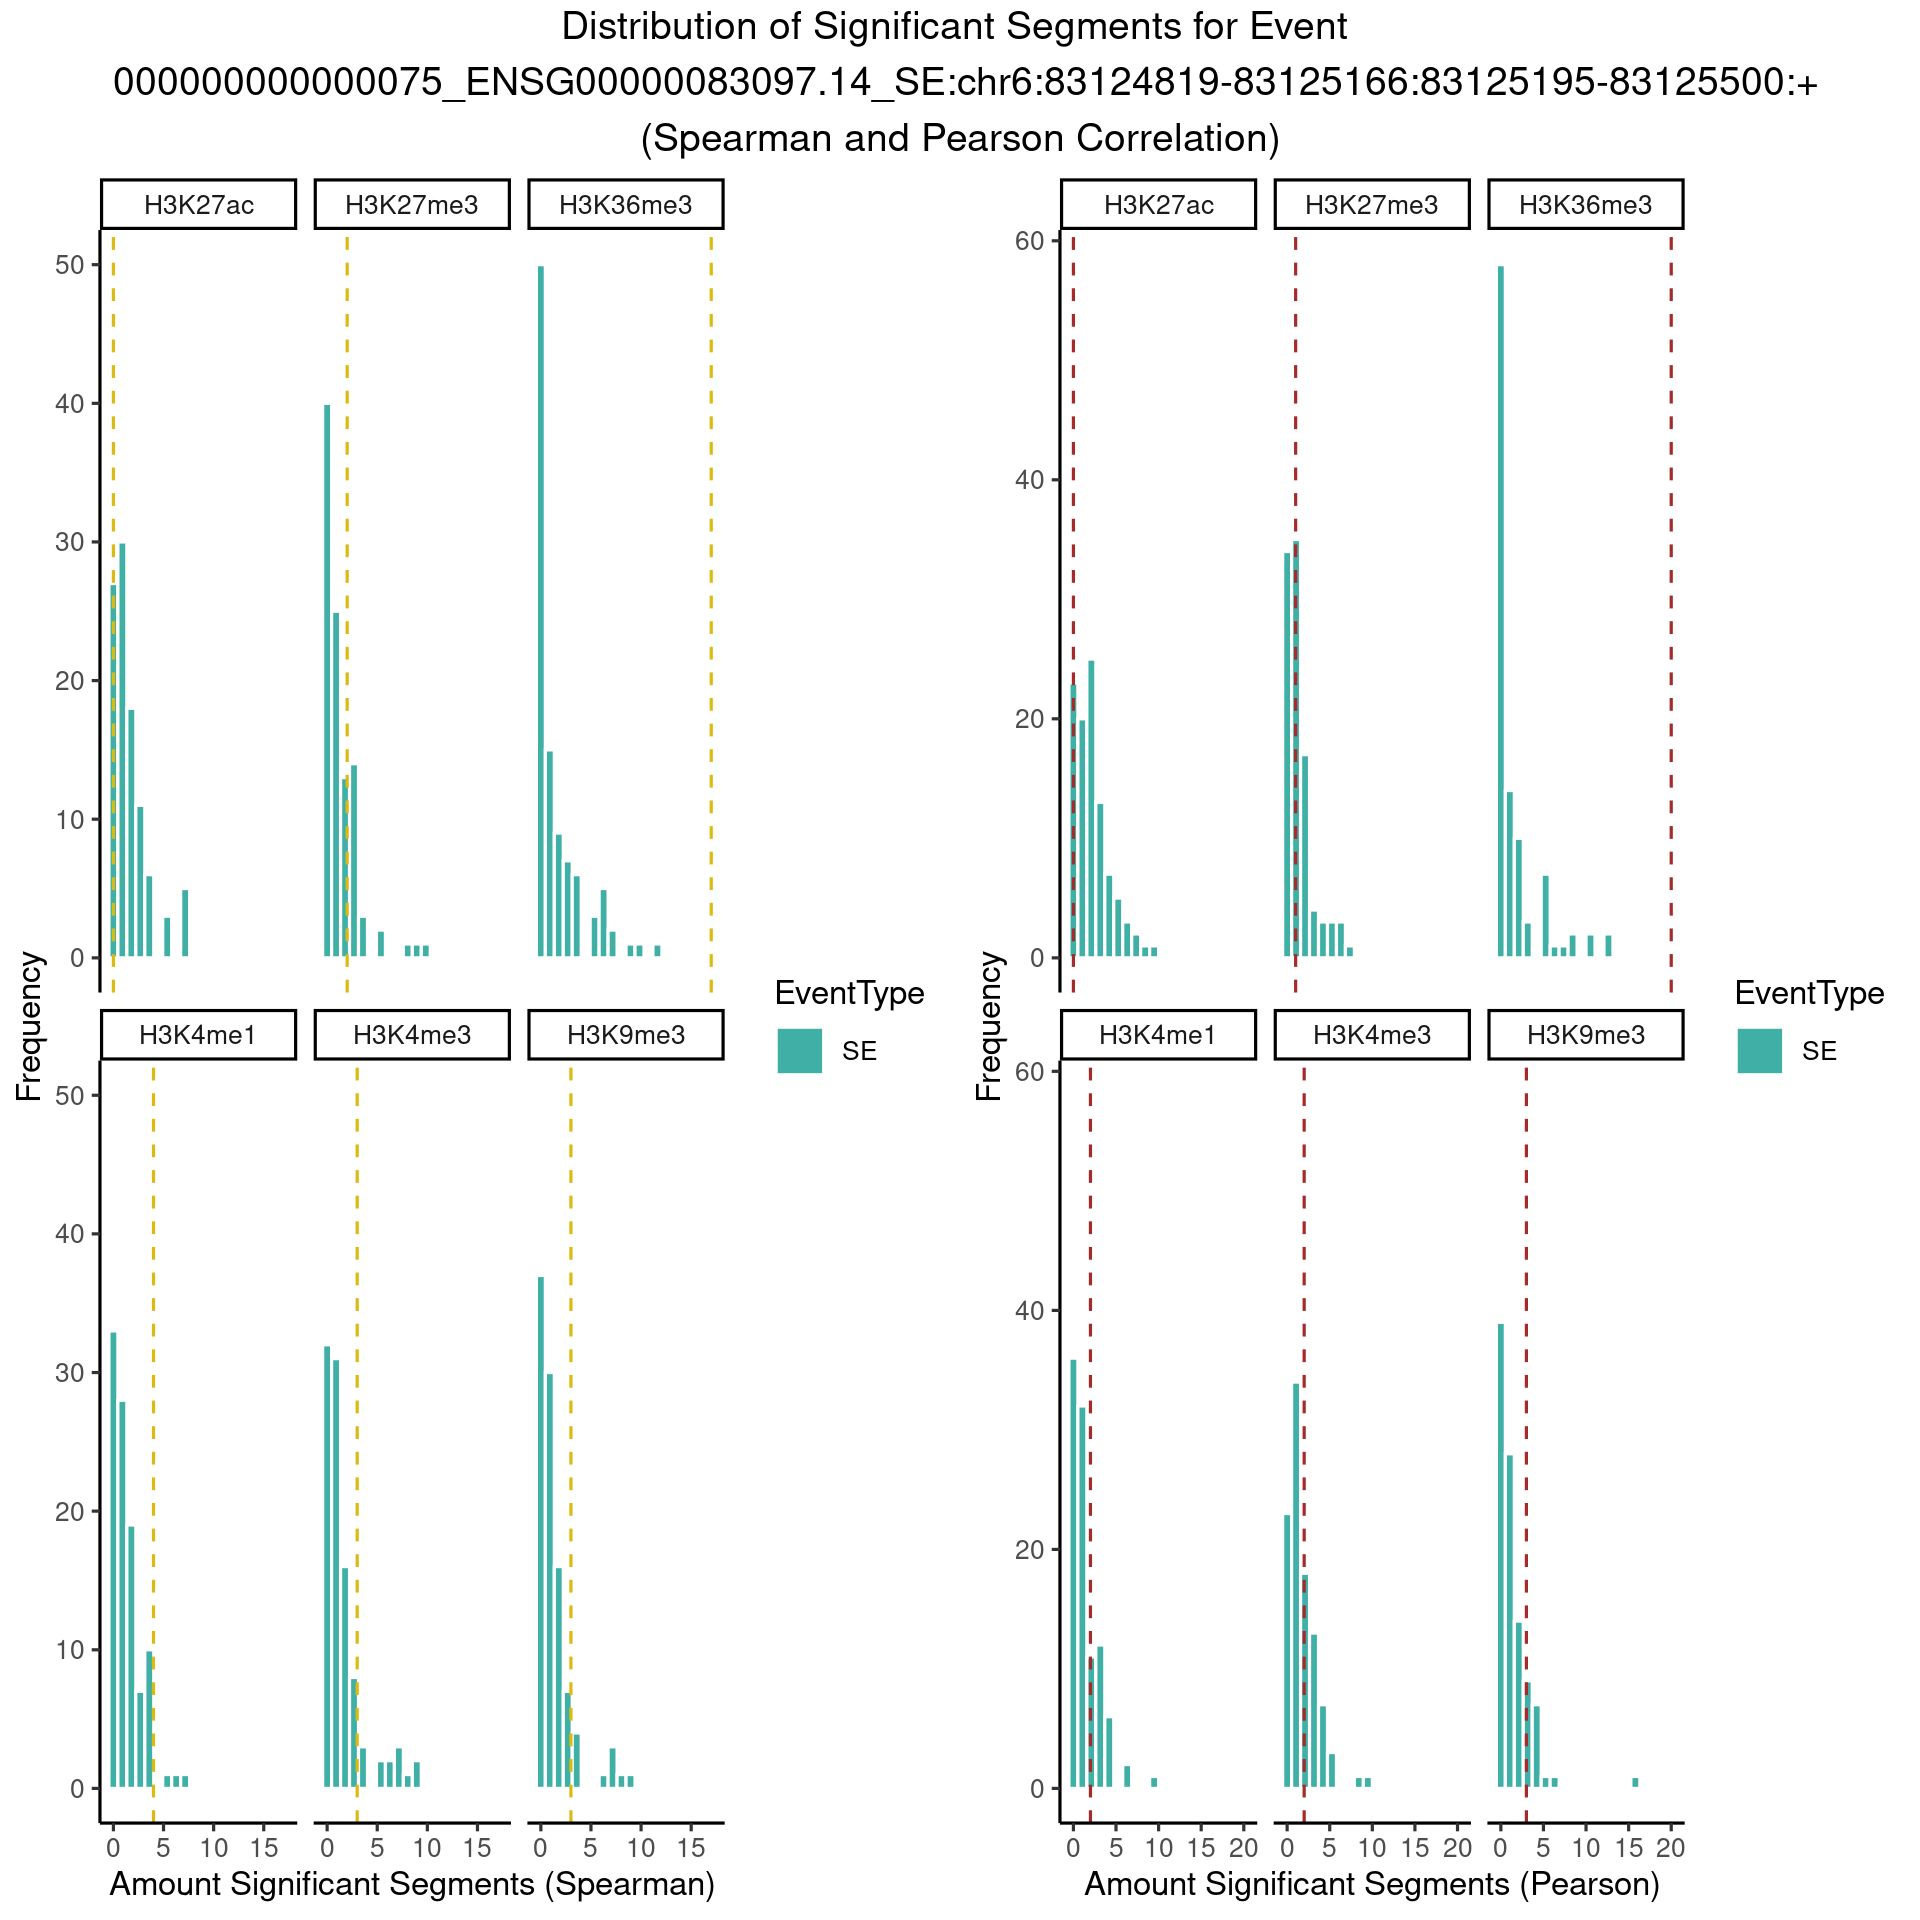 Distribution of Significant Segments for Event
000000000000075_ENSG00000083097.14_SE:chr6:83124819-83125166:83125195-83125500:+
(Spearman and Pearson Correlation)
H3K27ac H3K27me3 H3K36me3
50
40
30
20
10
0
H3K4me1 H3K4me3 H3K9me3
50
40
30
20
10
0
0 5 10 15 0 5 10 15 0 5 10 15
Amount Significant Segments (Spearman)
Frequency
EventType
SE
H3K27ac H3K27me3 H3K36me3
60
40
20
0
H3K4me1 H3K4me3 H3K9me3
60
40
20
0
0 5 10 15 20 0 5 10 15 20 0 5 10 15 20
Amount Significant Segments (Pearson)
Frequency
EventType
SE